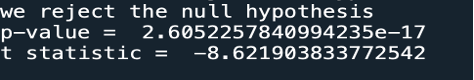 we reject the null hypothesis
p-value =  2.6052257840994235e-17
t statistic =  -8.621903833772542